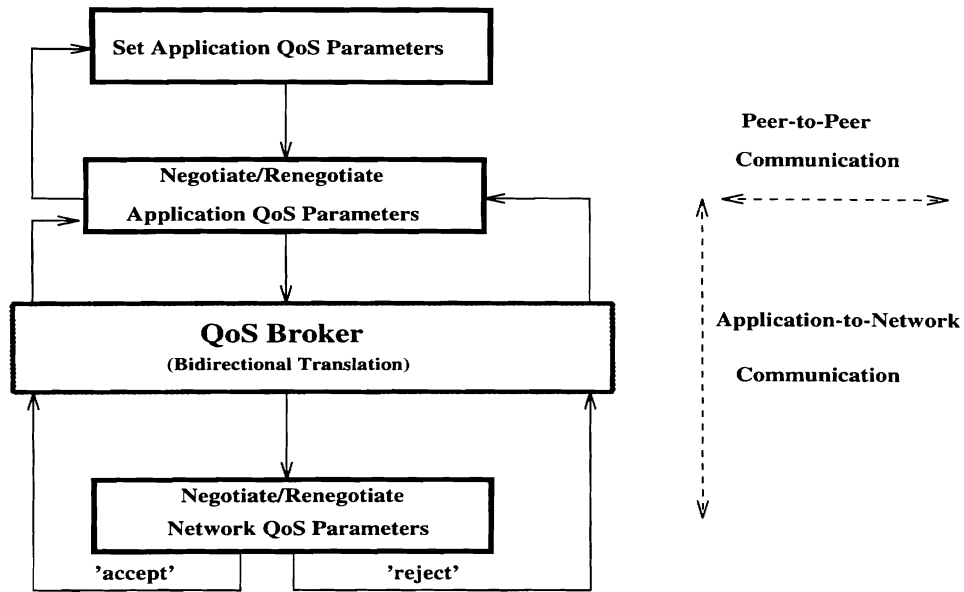 Set Application QoS Parameters
Negotiate/Renegotiate
Application QoS Parameters
QoS Broker
(Bidirectional Translation)
Negotiate/Renegotiate
Network QoS Parameters
'accept'
'reject'
Peer-to-Peer
Communication
Application-to-Network
Communication